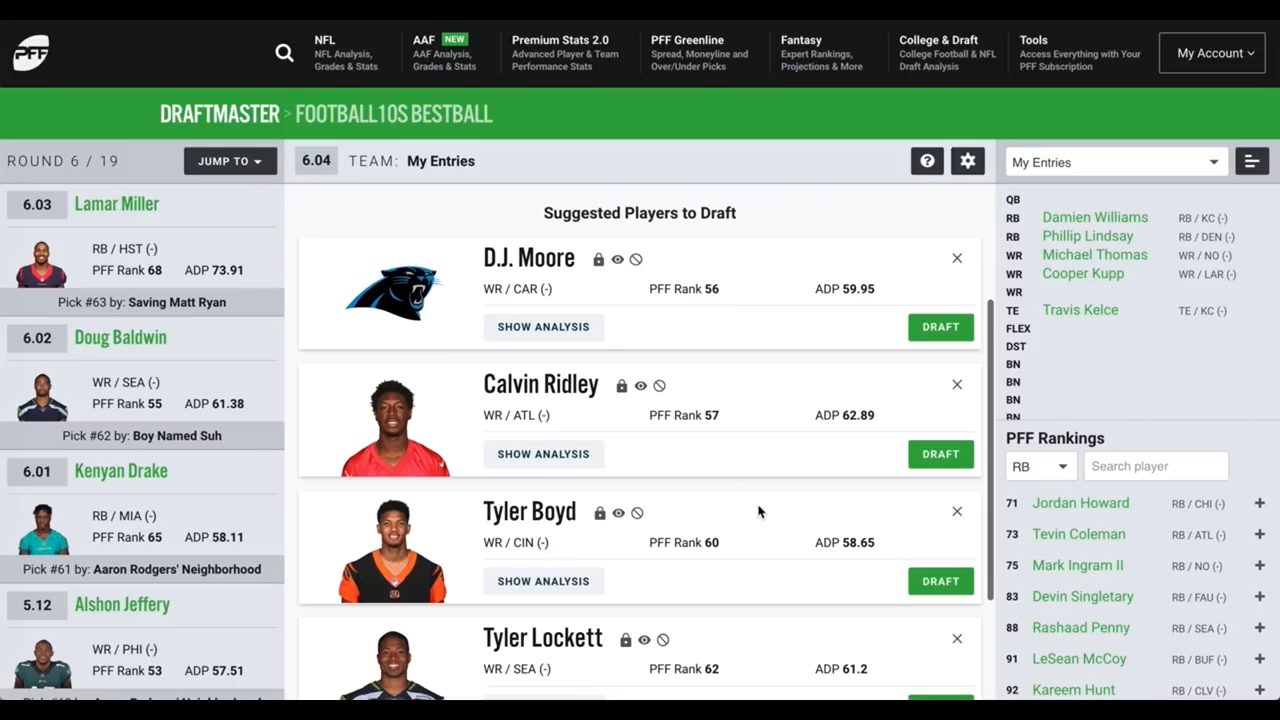 PFF
NFL
NFL Analysis,
Grades & Stats
AAF NEW
AAF Analysis,
Grades & Stats
Premium Stats 2.0
Advanced Player & Team
Performance Stats
PFF Greenline
Spread, Moneyline and
Over/Under Picks
Fantasy
Expert Rankings,
Projections & More
College & Draft
College Football & NFL
Draft Analysis
Tools
Access Everything with Your
PFF Subscription
My Account
DRAFTMASTER > FOOTBALL10S BESTBALL
ROUND 6 / 19
JUMP TO
6.03 Lamar Miller
RB / HST (-)
PFF Rank 68 ADP 73.91
Pick #63 by: Saving Matt Ryan
6.02 Doug Baldwin
WR / SEA (-)
PFF Rank 55 ADP 61.38
Pick #62 by: Boy Named Suh
6.01 Kenyan Drake
RB / MIA (-)
PFF Rank 65 ADP 58.11
Pick #61 by: Aaron Rodgers' Neighborhood
5.12 Alshon Jeffery
WR / PHI (-)
PFF Rank 53 ADP 57.51
6.04 TEAM: My Entries
Suggested Players to Draft
D.J. Moore
WR / CAR (-) PFF Rank 56 ADP 59.95
SHOW ANALYSIS DRAFT
Calvin Ridley
WR / ATL (-) PFF Rank 57 ADP 62.89
SHOW ANALYSIS DRAFT
Tyler Boyd
WR / CIN (-) PFF Rank 60 ADP 58.65
SHOW ANALYSIS DRAFT
Tyler Lockett
WR / SEA (-) PFF Rank 62 ADP 61.2
My Entries
QB
RB Damien Williams RB / KC (-)
RB Phillip Lindsay RB / DEN (-)
WR Michael Thomas WR / NO (-)
WR Cooper Kupp WR / LAR (-)
WR
TE Travis Kelce TE / KC (-)
FLEX
DST
BN
BN
BN
BN
PFF Rankings
RB Search player
71 Jordan Howard RB / CHI (-) +
73 Tevin Coleman RB / ATL (-) +
75 Mark Ingram II RB / NO (-) +
83 Devin Singletary RB / FAU (-) +
88 Rashaad Penny RB / SEA (-) +
91 LeSean McCoy RB / BUF (-) +
92 Kareem Hunt RB / CLV (-) +